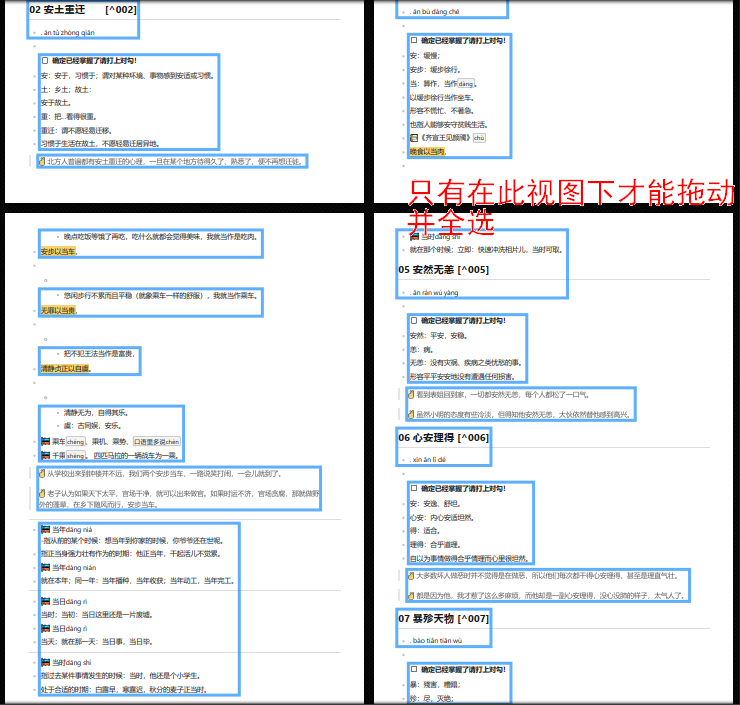 02 安土重迁 [^002]
. ān tǔ zhòng qiān
确定已经掌握了请打上对勾！
安：安于，习惯于；谓对某种环境、事物感到安适或习惯。
土：乡土；故土：
安于故土。
重：把..看得很重。
重迁：谓不愿轻易迁移。
习惯于生活在故土，不愿轻易迁居异地。
北方人普遍都有安土重迁的心理，一旦在某个地方待得久了，熟悉了，便不再想迁徙。
. ān bù dàng chē
确定已经掌握了请打上对勾！
安：缓慢；
安步：缓步徐行。
当：算作，当作dàng。
以缓步徐行当作坐车。
形容不慌忙、不著急。
也指人能够安守贫贱生活。
《齐宣王见颜斶》chù
晚食以当肉，
只有在此视图下才能拖动
并全选
晚点吃饭等饿了再吃，吃什么就都会觉得美味，我就当作是吃肉。
安步以当车，
悠闲步行不累而且平稳（就象乘车一样的舒服），我就当作乘车。
无罪以当贵，
把不犯王法当作是富贵，
清静贞正以自虞。
清静无为，自得其乐。
虞：古同娱，安乐。
乘车chéng、乘机、乘势、口语里多说chén
千乘shèng。 四匹马拉的一辆战车为一乘。
从学校出来到钟楼并不远，我们两个安步当车，一路说笑打闹，一会儿就到了。
老子认为如果天下太平，官场干净，就可以出来做官。如果时运不济，官场贪腐，那就做野
外的蓬草，在乡下随风而行，安步当车。
当年dāng nián
·指从前的某个时候：想当年到你家的时候，你爷爷还在世呢。
指正当身强力壮有作为的时期：他正当年，干起活儿不觉累。
当年dàng nián
就在本年；同一年：当年播种，当年收获；当年动工，当年完工。
当日dāng rì
当时；当初：当日这里还是一片废墟。
当日dàng rì
当天；就在那一天：当日事，当日毕。
当时dāng shí
指过去某件事情发生的时候：当时，他还是个小学生。
处于合适的时期：白露早，寒露迟，秋分的麦子正当时。
当时dàng shí
就在那个时候；立即：快速冲洗相片儿，当时可取。
05 安然无恙 [^005]
. ān rán wú yàng
确定已经掌握了请打上对勾！
安然：平安，安稳。
恙：病。
无恙：没有灾祸、疾病之类忧愁的事。
形容平平安安地没有遭遇任何损害。
看到表姐回到家，一切都安然无恙，每个人都松了一口气。
虽然小明的态度有些冷淡，但得知他安然无恙，大伙依然替他感到高兴。
06 心安理得 [^006]
. xīn ān lǐ dé
确定已经掌握了请打上对勾！
安：安逸、舒坦。
心安：内心安适坦然。
得：适合。
理得：合乎道理。
自以为事情做得合乎情理而心里很坦然。
大多数坏人做恶时并不觉得是在做恶，所以他们每次都干得心安理得，甚至是理直气壮。
都是因为他，我才惹了这么多麻烦，而他却是一副心安理得，没心没肺的样子，太气人了。
07 暴殄天物 [^007]
. bào tiǎn tiān wù
确定已经掌握了请打上对勾！
暴：残害，糟蹋；
殄：尽，灭绝；